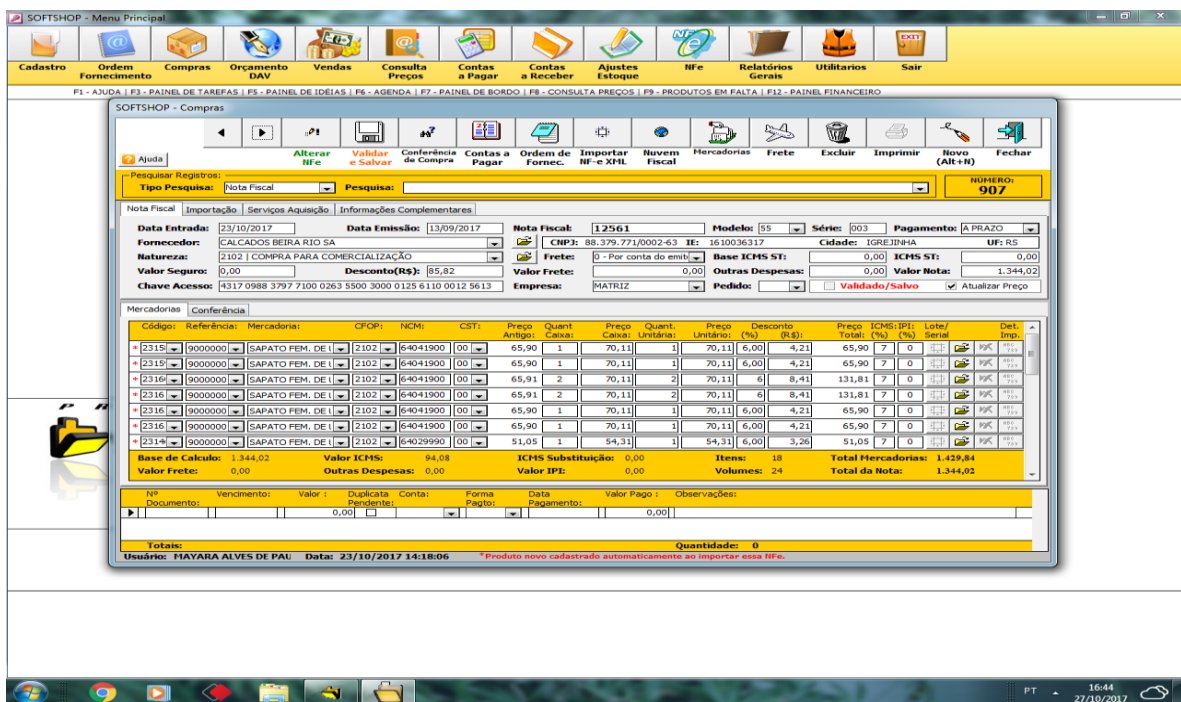 SOFTSHOP - Menu Principal
Cadastro Ordem Fornecimento Compras Orçamento DAV Vendas Consulta Preços Contas a Pagar Contas a Receber Ajustes Estoque NFe Relatórios Gerais Utilitarios Sair
F1 - AJUDA | F3 - PAINEL DE TAREFAS | F5 - PAINEL DE IDÉIAS | F6 - AGENDA | F7 - PAINEL DE BORDO | F8 - CONSULTA PREÇOS | F9 - PRODUTOS EM FALTA | F12 - PAINEL FINANCEIRO
SOFTSHOP - Compras
Ajuda Alterar NFe Validar e Salvar Conferência de Compra Contas a Pagar Ordem de Fornec. Importar NF-e XML Nuvem Fiscal Mercadorias Frete Excluir Imprimir Novo (Alt+N) Fechar
Pesquisar Registros:
Tipo Pesquisa: Nota Fiscal Pesquisa: NÚMERO: 907
Nota Fiscal Importação Serviços Aquisição Informações Complementares
Data Entrada: 23/10/2017 Data Emissão: 13/09/2017 Nota Fiscal: 12561 Modelo: 55 Série: 003 Pagamento: A PRAZO
Fornecedor: CALCADOS BEIRA RIO SA CNPJ: 88.379.771/0002-63 IE: 1610036317 Cidade: IGREJINHA UF: RS
Natureza: 2102 | COMPRA PARA COMERCIALIZAÇÃO Frete: 0 - Por conta do emit Base ICMS ST: 0,00 ICMS ST: 0,00
Valor Seguro: 0,00 Desconto(R$): 85,82 Valor Frete: 0,00 Outras Despesas: 0,00 Valor Nota: 1.344,02
Chave Acesso: 4317 0988 3797 7100 0263 5500 3000 0125 6110 0012 5613 Empresa: MATRIZ Pedido: Validado/Salvo Atualizar Preço
Mercadorias Conferência
Código: Referência: Mercadoria: CFOP: NCM: CST: Preço Antigo: Quant Caixa: Preço Caixa: Quant. Unitária: Preço Unitário: Desconto (%) (R$): Preço Total: ICMS: (%) IPI: (%) Lote/ Serial Det. Imp.
* 2315 9000000 SAPATO FEM. DE 2102 64041900 00 65,90 1 70,11 1 70,11 6,00 4,21 65,90 7 0
* 2315 9000000 SAPATO FEM. DE 2102 64041900 00 65,90 1 70,11 1 70,11 6,00 4,21 65,90 7 0
* 2316 9000000 SAPATO FEM. DE 2102 64041900 00 65,91 2 70,11 2 70,11 6 8,41 131,81 7 0
* 2316 9000000 SAPATO FEM. DE 2102 64041900 00 65,91 2 70,11 2 70,11 6 8,41 131,81 7 0
* 2316 9000000 SAPATO FEM. DE 2102 64041900 00 65,90 1 70,11 1 70,11 6,00 4,21 65,90 7 0
* 2316 9000000 SAPATO FEM. DE 2102 64041900 00 65,90 1 70,11 1 70,11 6,00 4,21 65,90 7 0
* 2314 9000000 SAPATO FEM. DE 2102 64029990 00 51,05 1 54,31 1 54,31 6,00 3,26 51,05 7 0
Base de Calculo: 1.344,02 Valor ICMS: 94,08 ICMS Substituição: 0,00 Itens: 18 Total Mercadorias: 1.429,84
Valor Frete: 0,00 Outras Despesas: 0,00 Valor IPI: 0,00 Volumes: 24 Total da Nota: 1.344,02
Nº Documento: Vencimento: Valor : Duplicata Pendente: Conta: Forma Pagto: Data Pagamento: Valor Pago : Observações:
0,00 0,00
Totais: Quantidade: 0
Usuário: MAYARA ALVES DE PAU Data: 23/10/2017 14:18:06 *Produto novo cadastrado automaticamente ao importar essa NFe.
PT 16:44
27/10/2017